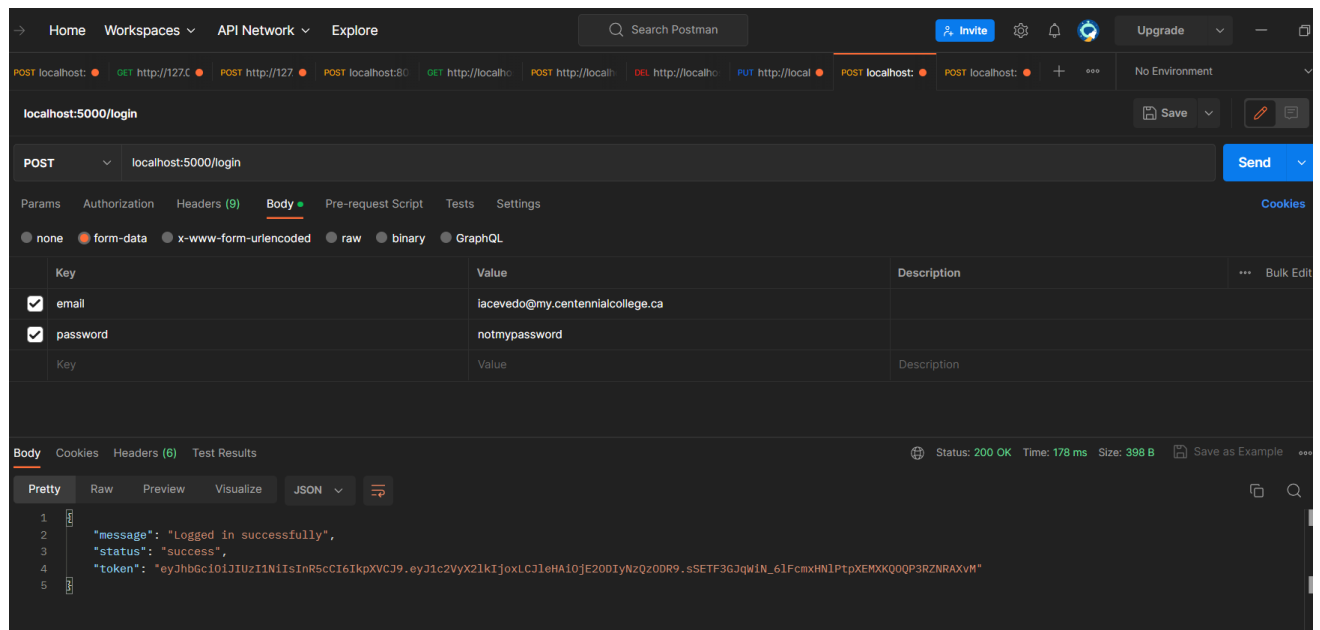 Home Workspaces API Network Explore Search Postman Invite Upgrade
POST localhost: GET http://127.0 POST http://127 POST localhost:80 GET http://localho POST http://localh DEL http://localho PUT http://local POST localhost: POST localhost: No Environment
localhost:5000/login Save
POST localhost:5000/login Send
Params Authorization Headers (9) Body Pre-request Script Tests Settings Cookies
none form-data x-www-form-urlencoded raw binary GraphQL
Key Value Description Bulk Edit
email iacevedo@my.centennialcollege.ca
password notmypassword
Key Value Description
Body Cookies Headers (6) Test Results Status: 200 OK Time: 178 ms Size: 398 B Save as Example
Pretty Raw Preview Visualize JSON
1 {
2 "message": "Logged in successfully",
3 "status": "success",
4 "token": "eyJhbGciOiJIUzI1NiIsInR5cCI6IkpXVCJ9.eyJ1c2VyX2lkIjoxLCJleHAiOjE2ODIyNzQzODR9.sSETF3GJqWiN_6lFcmxHNlPtpXEMXKQOQP3RZNRAXvM"
5 }